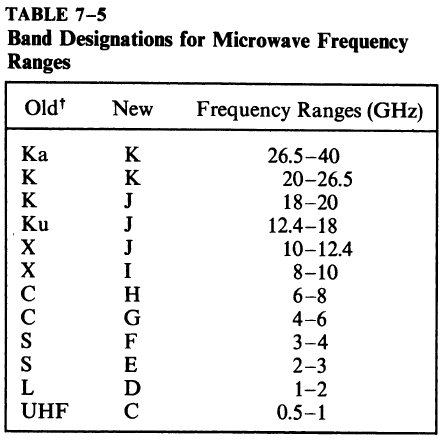 TABLE 7–5
Band Designations for Microwave Frequency
Ranges
Old† New Frequency Ranges (GHz)
Ka K 26.5–40
K K 20–26.5
K J 18–20
Ku J 12.4–18
X J 10–12.4
X I 8–10
C H 6–8
C G 4–6
S F 3–4
S E 2–3
L D 1–2
UHF C 0.5–1